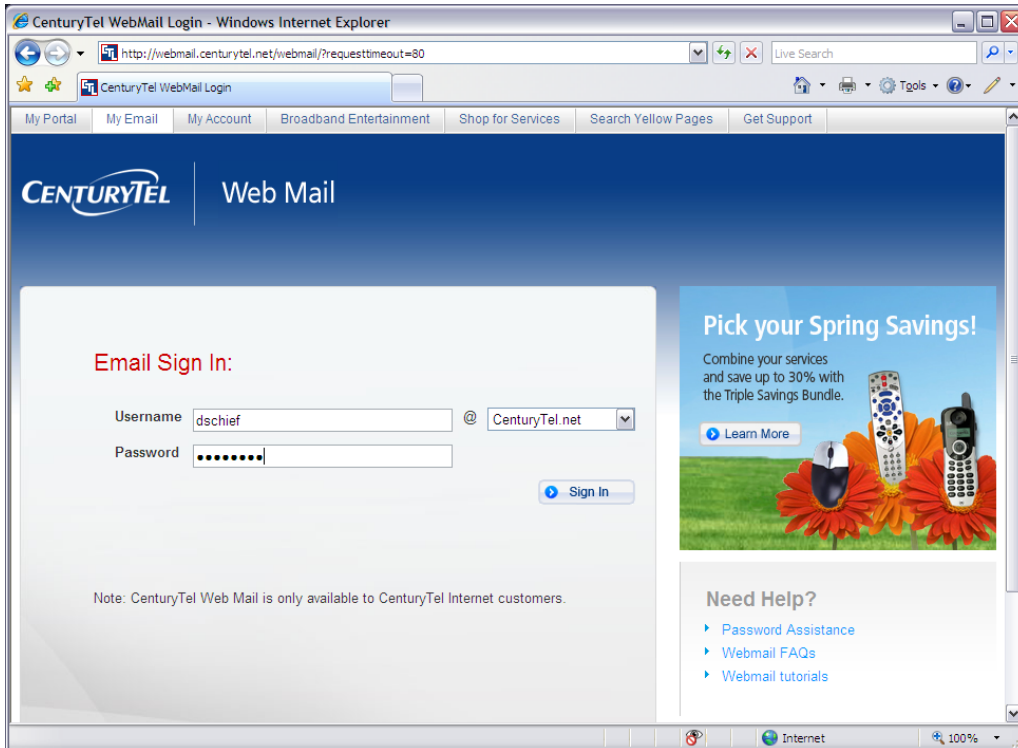 CenturyTel WebMail Login - Windows Internet Explorer
http://webmail.centurytel.net/webmail/?requesttimeout=80
Live Search
CenturyTel WebMail Login
Tools
My Portal My Email My Account Broadband Entertainment Shop for Services Search Yellow Pages Get Support
CENTURYTEL Web Mail
Email Sign In:
Username dschief @ CenturyTel.net
Password ••••••••
Sign In
Note: CenturyTel Web Mail is only available to CenturyTel Internet customers.
Pick your Spring Savings!
Combine your services
and save up to 30% with
the Triple Savings Bundle.
Learn More
Need Help?
Password Assistance
Webmail FAQs
Webmail tutorials
Internet 100%